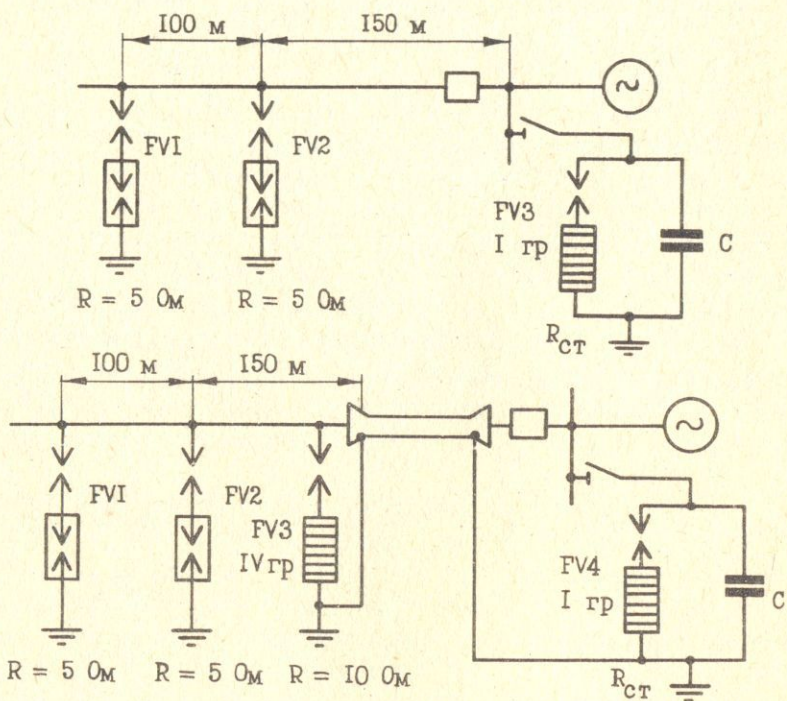 100 м 150 м
FV1 FV2
FV3
I гр
C
R = 5 Ом R = 5 Ом
Rст
100 м 150 м
FV1 FV2
FV3
IV гр
FV4
I гр
C
R = 5 Ом R = 5 Ом R = 10 Ом
Rст